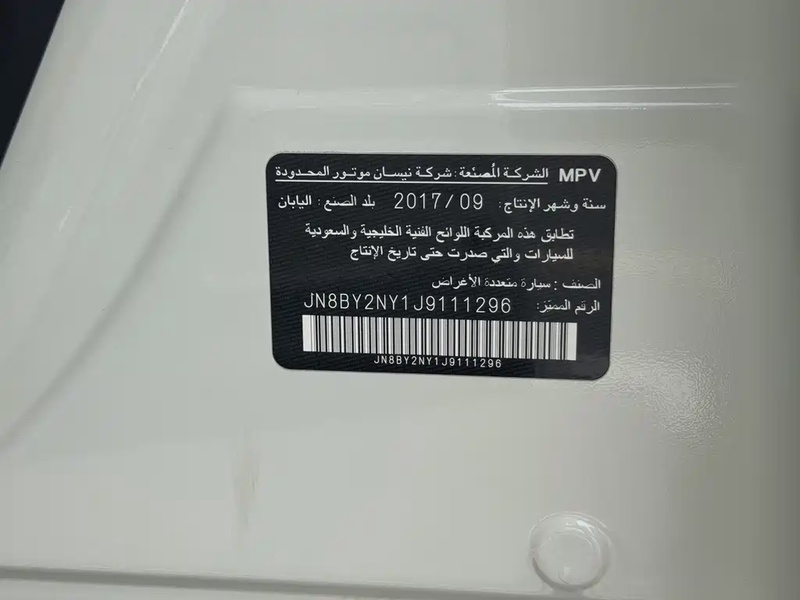 MPV الشركة المُصنّعة : شركة نيسان موتور المحدودة
سنة وشهر الإنتاج: 2017/09 بلد الصنع : اليابان
تطابق هذه المركبة اللوائح الفنية الخليجية والسعودية
للسيارات والتي صدرت حتى تاريخ الإنتاج
الصنف : سيارة متعددة الأغراض
الرقم المميّز: JN8BY2NY1J9111296
JN8BY2NY1J9111296